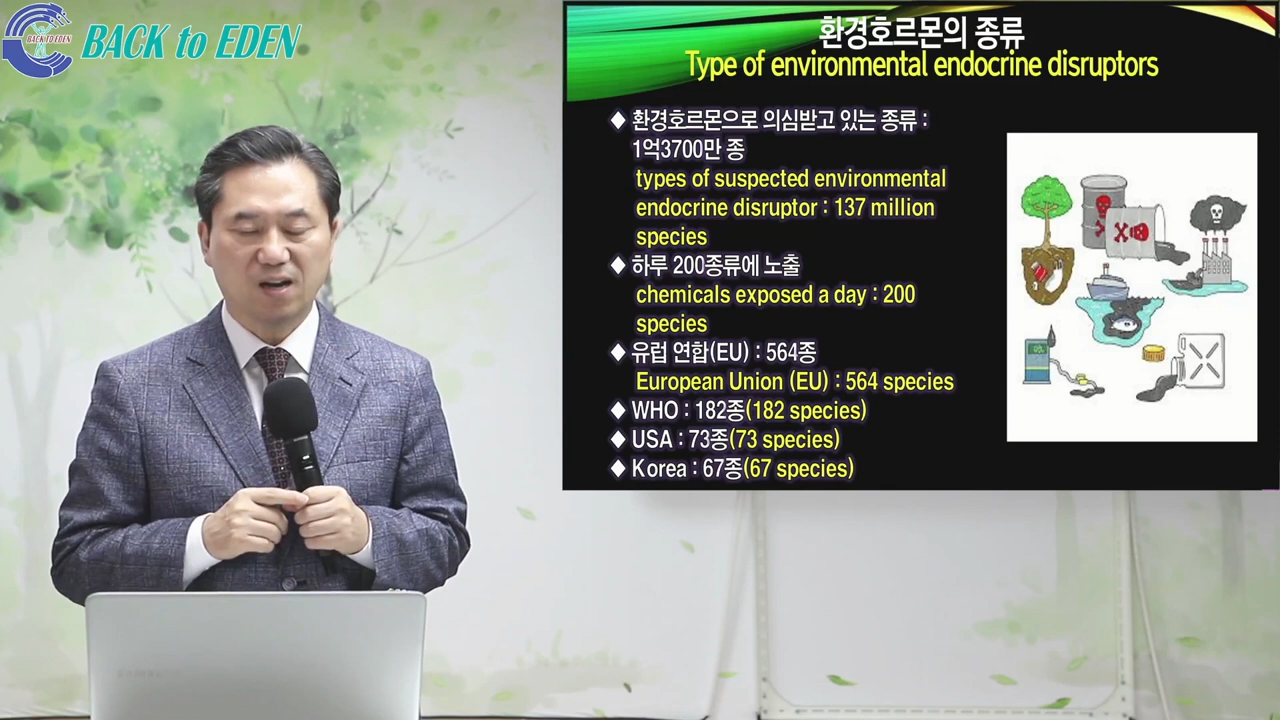 BACK to EDEN
BACK TO EDEN
환경호르몬의 종류
Type of environmental endocrine disruptors
◆ 환경호르몬으로 의심받고 있는 종류 :
1억3700만 종
types of suspected environmental
endocrine disruptor : 137 million
species
◆ 하루 200종류에 노출
chemicals exposed a day : 200
species
◆ 유럽 연합(EU) : 564종
European Union (EU) : 564 species
◆ WHO : 182종(182 species)
◆ USA : 73종(73 species)
◆ Korea : 67종(67 species)